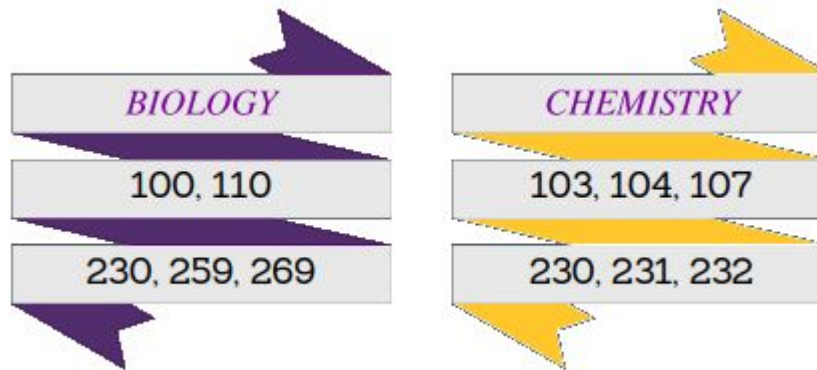 BIOLOGY
100, 110
230, 259, 269
CHEMISTRY
103, 104, 107
230, 231, 232